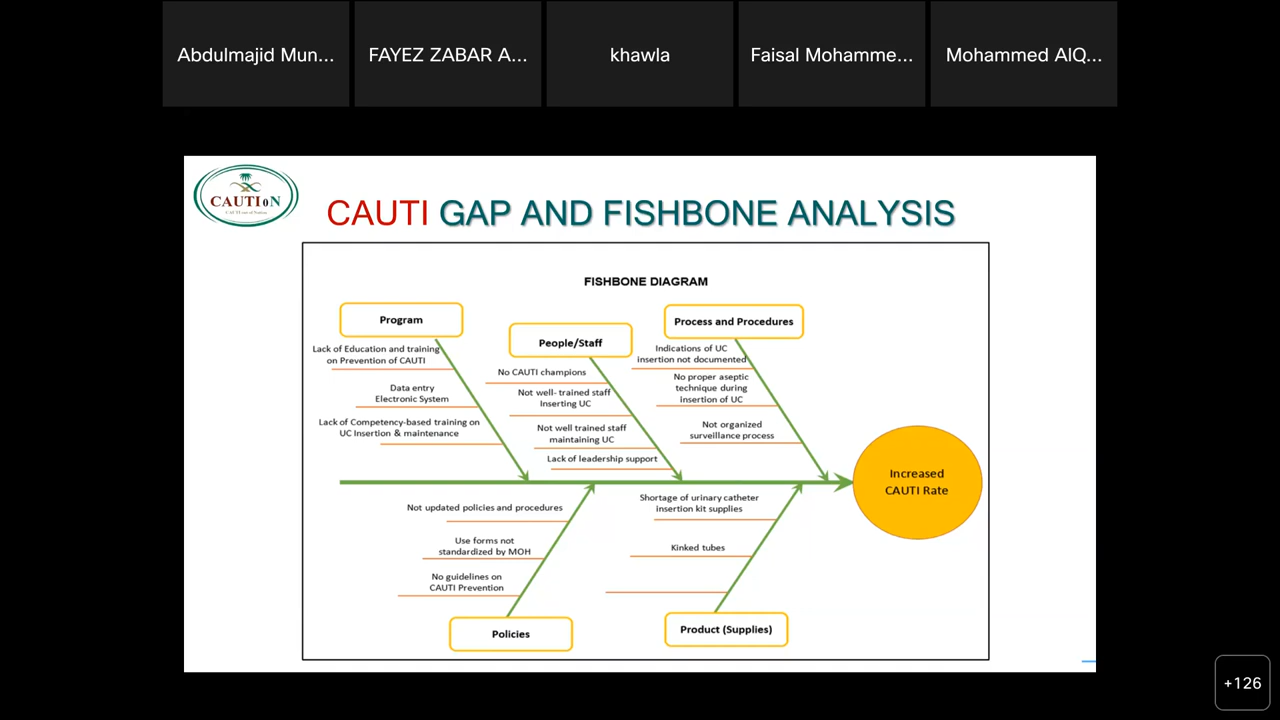 Abdulmajid Mun...
FAYEZ ZABAR A...
khawla
Faisal Mohamme...
Mohammed AlQ...
CAUTIoN
CAUTI GAP AND FISHBONE ANALYSIS
FISHBONE DIAGRAM
Program
Lack of Education and training
on Prevention of CAUTI
Data entry
Electronic System
Lack of Competency-based training on
UC Insertion & maintenance
People/Staff
No CAUTI champions
Not well- trained staff
Inserting UC
Not well trained staff
maintaining UC
Lack of leadership support
Process and Procedures
Indications of UC
insertion not documented
No proper aseptic
technique during
insertion of UC
Not organized
surveillance process
Increased
CAUTI Rate
Not updated policies and procedures
Use forms not
standardized by MOH
No guidelines on
CAUTI Prevention
Policies
Shortage of urinary catheter
insertion kit supplies
Kinked tubes
Product (Supplies)
+126